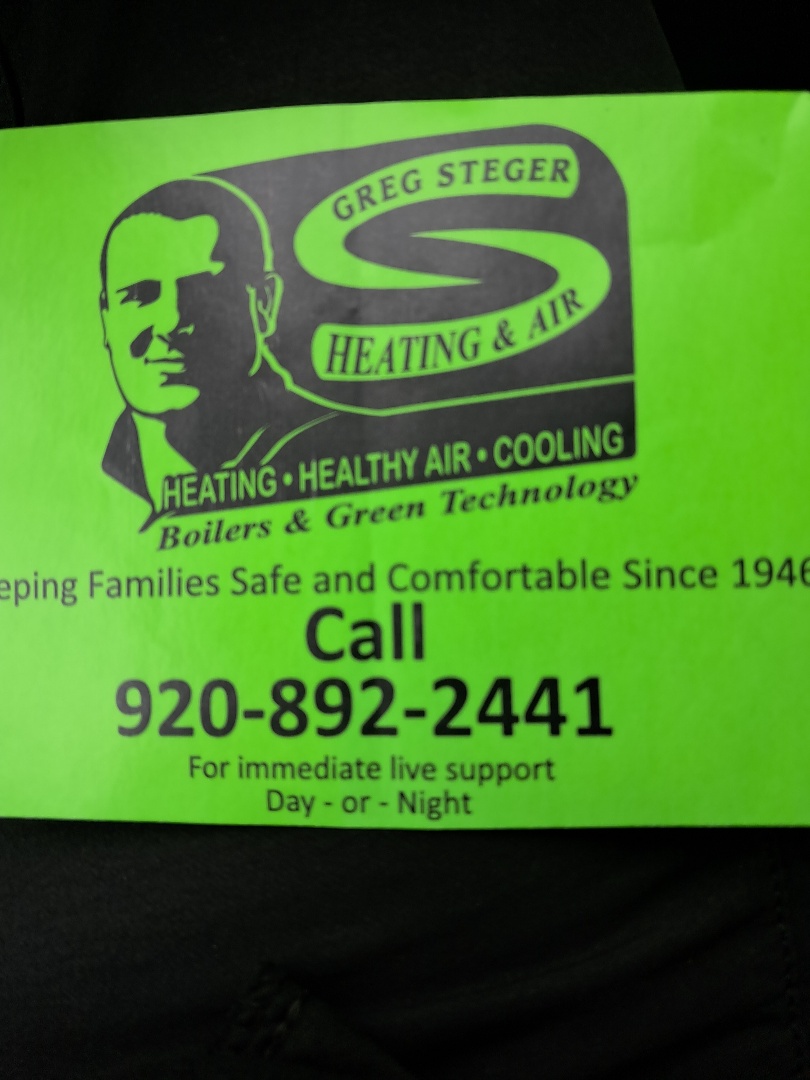 GREG STEGER
HEATING & AIR
HEATING • HEALTHY AIR • COOLING
Boilers & Green Technology
eping Families Safe and Comfortable Since 1946
Call
920-892-2441
For immediate live support
Day - or - Night